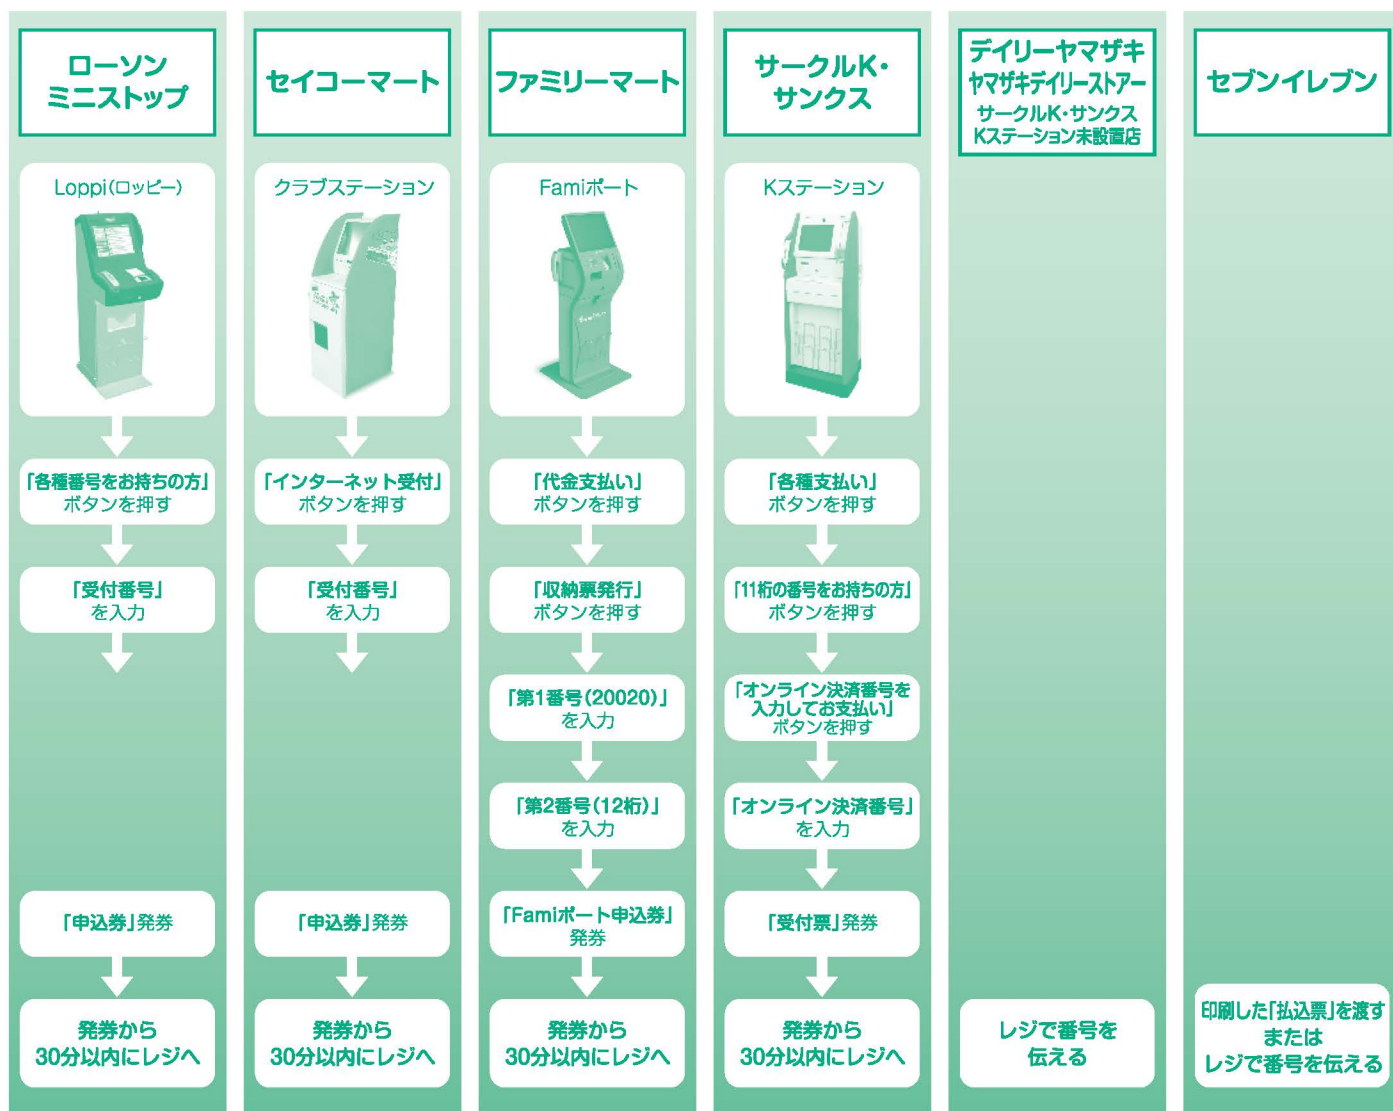 ローソン
ミニストップ
Loppi(ロッピー)
「各種番号をお持ちの方」
ボタンを押す
「受付番号」
を入力
「申込券」発券
発券から
30分以内にレジへ
セイコーマート
クラブステーション
「インターネット受付」
ボタンを押す
「受付番号」
を入力
「申込券」発券
発券から
30分以内にレジへ
ファミリーマート
Famiポート
「代金支払い」
ボタンを押す
「収納票発行」
ボタンを押す
「第1番号(20020)」
を入力
「第2番号(12桁)」
を入力
「Famiポート申込券」
発券
発券から
30分以内にレジへ
サークルK・
サンクス
Kステーション
「各種支払い」
ボタンを押す
「11桁の番号をお持ちの方」
ボタンを押す
「オンライン決済番号を
入力してお支払い」
ボタンを押す
「オンライン決済番号」
を入力
「受付票」発券
発券から
30分以内にレジへ
デイリーヤマザキ
ヤマザキデイリーストアー
サークルK・サンクス
Kステーション未設置店
レジで番号を
伝える
セブンイレブン
印刷した「払込票」を渡す
または
レジで番号を伝える